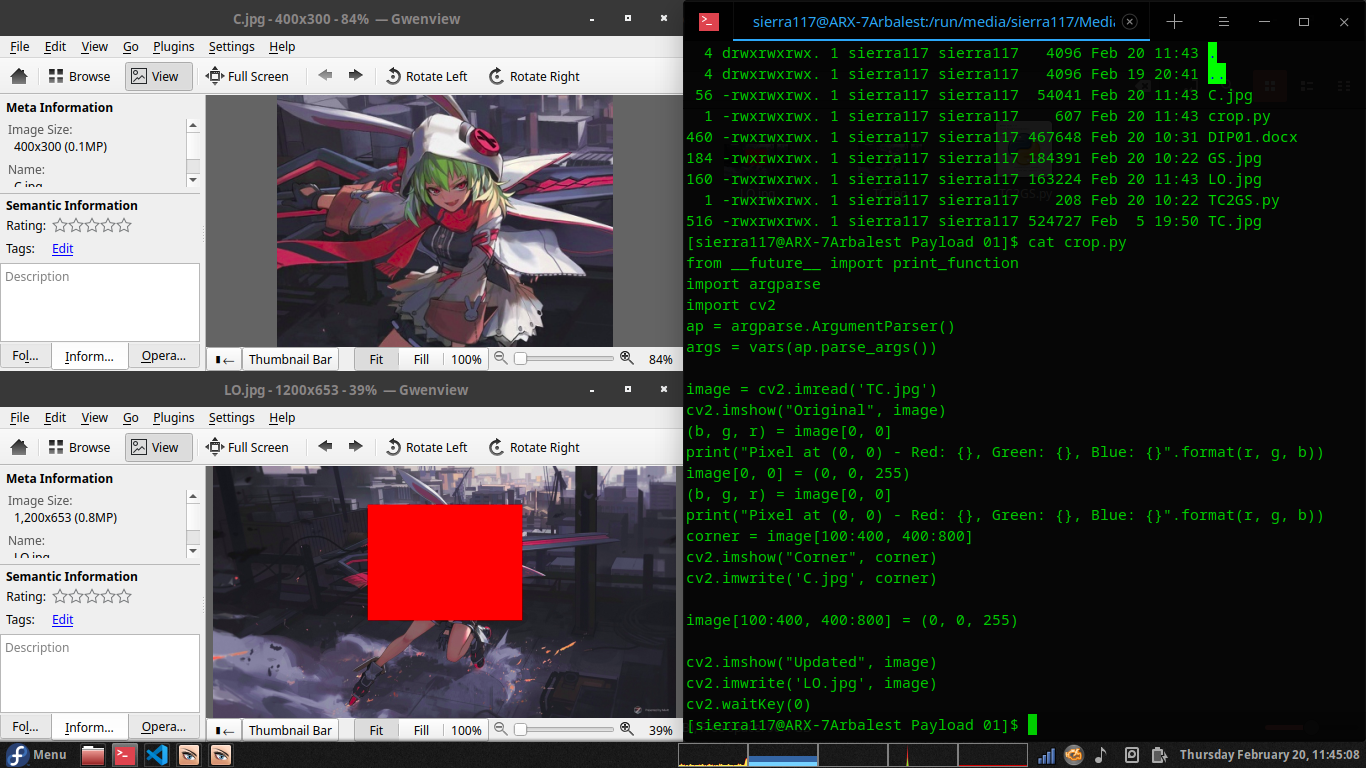 C.jpg - 400x300 - 84% — Gwenview
File Edit View Go Plugins Settings Help
Browse View Full Screen Rotate Left Rotate Right
Meta Information
Image Size:
400x300 (0.1MP)
Name:
C.jpg
Semantic Information
Rating:
Tags: Edit
Description
Fol... Inform... Opera...
Thumbnail Bar Fit Fill 100% 84%
LO.jpg - 1200x653 - 39% — Gwenview
File Edit View Go Plugins Settings Help
Browse View Full Screen Rotate Left Rotate Right
Meta Information
Image Size:
1,200x653 (0.8MP)
Name:
LO.jpg
Semantic Information
Rating:
Tags: Edit
Description
Fol... Inform... Opera...
Thumbnail Bar Fit Fill 100% 39%
sierra117@ARX-7Arbalest:/run/media/sierra117/Media
4 drwxrwxrwx. 1 sierra117 sierra117 4096 Feb 20 11:43 .
4 drwxrwxrwx. 1 sierra117 sierra117 4096 Feb 19 20:41 ..
56 -rwxrwxrwx. 1 sierra117 sierra117 54041 Feb 20 11:43 C.jpg
1 -rwxrwxrwx. 1 sierra117 sierra117 607 Feb 20 11:43 crop.py
460 -rwxrwxrwx. 1 sierra117 sierra117 467648 Feb 20 10:31 DIP01.docx
184 -rwxrwxrwx. 1 sierra117 sierra117 184391 Feb 20 10:22 GS.jpg
160 -rwxrwxrwx. 1 sierra117 sierra117 163224 Feb 20 11:43 LO.jpg
1 -rwxrwxrwx. 1 sierra117 sierra117 208 Feb 20 10:22 TC2GS.py
516 -rwxrwxrwx. 1 sierra117 sierra117 524727 Feb 5 19:50 TC.jpg
[sierra117@ARX-7Arbalest Payload 01]$ cat crop.py
from __future__ import print_function
import argparse
import cv2
ap = argparse.ArgumentParser()
args = vars(ap.parse_args())
image = cv2.imread('TC.jpg')
cv2.imshow("Original", image)
(b, g, r) = image[0, 0]
print("Pixel at (0, 0) - Red: {}, Green: {}, Blue: {}".format(r, g, b))
image[0, 0] = (0, 0, 255)
(b, g, r) = image[0, 0]
print("Pixel at (0, 0) - Red: {}, Green: {}, Blue: {}".format(r, g, b))
corner = image[100:400, 400:800]
cv2.imshow("Corner", corner)
cv2.imwrite('C.jpg', corner)
image[100:400, 400:800] = (0, 0, 255)
cv2.imshow("Updated", image)
cv2.imwrite('LO.jpg', image)
cv2.waitKey(0)
[sierra117@ARX-7Arbalest Payload 01]$
Menu
Thursday February 20, 11:45:08